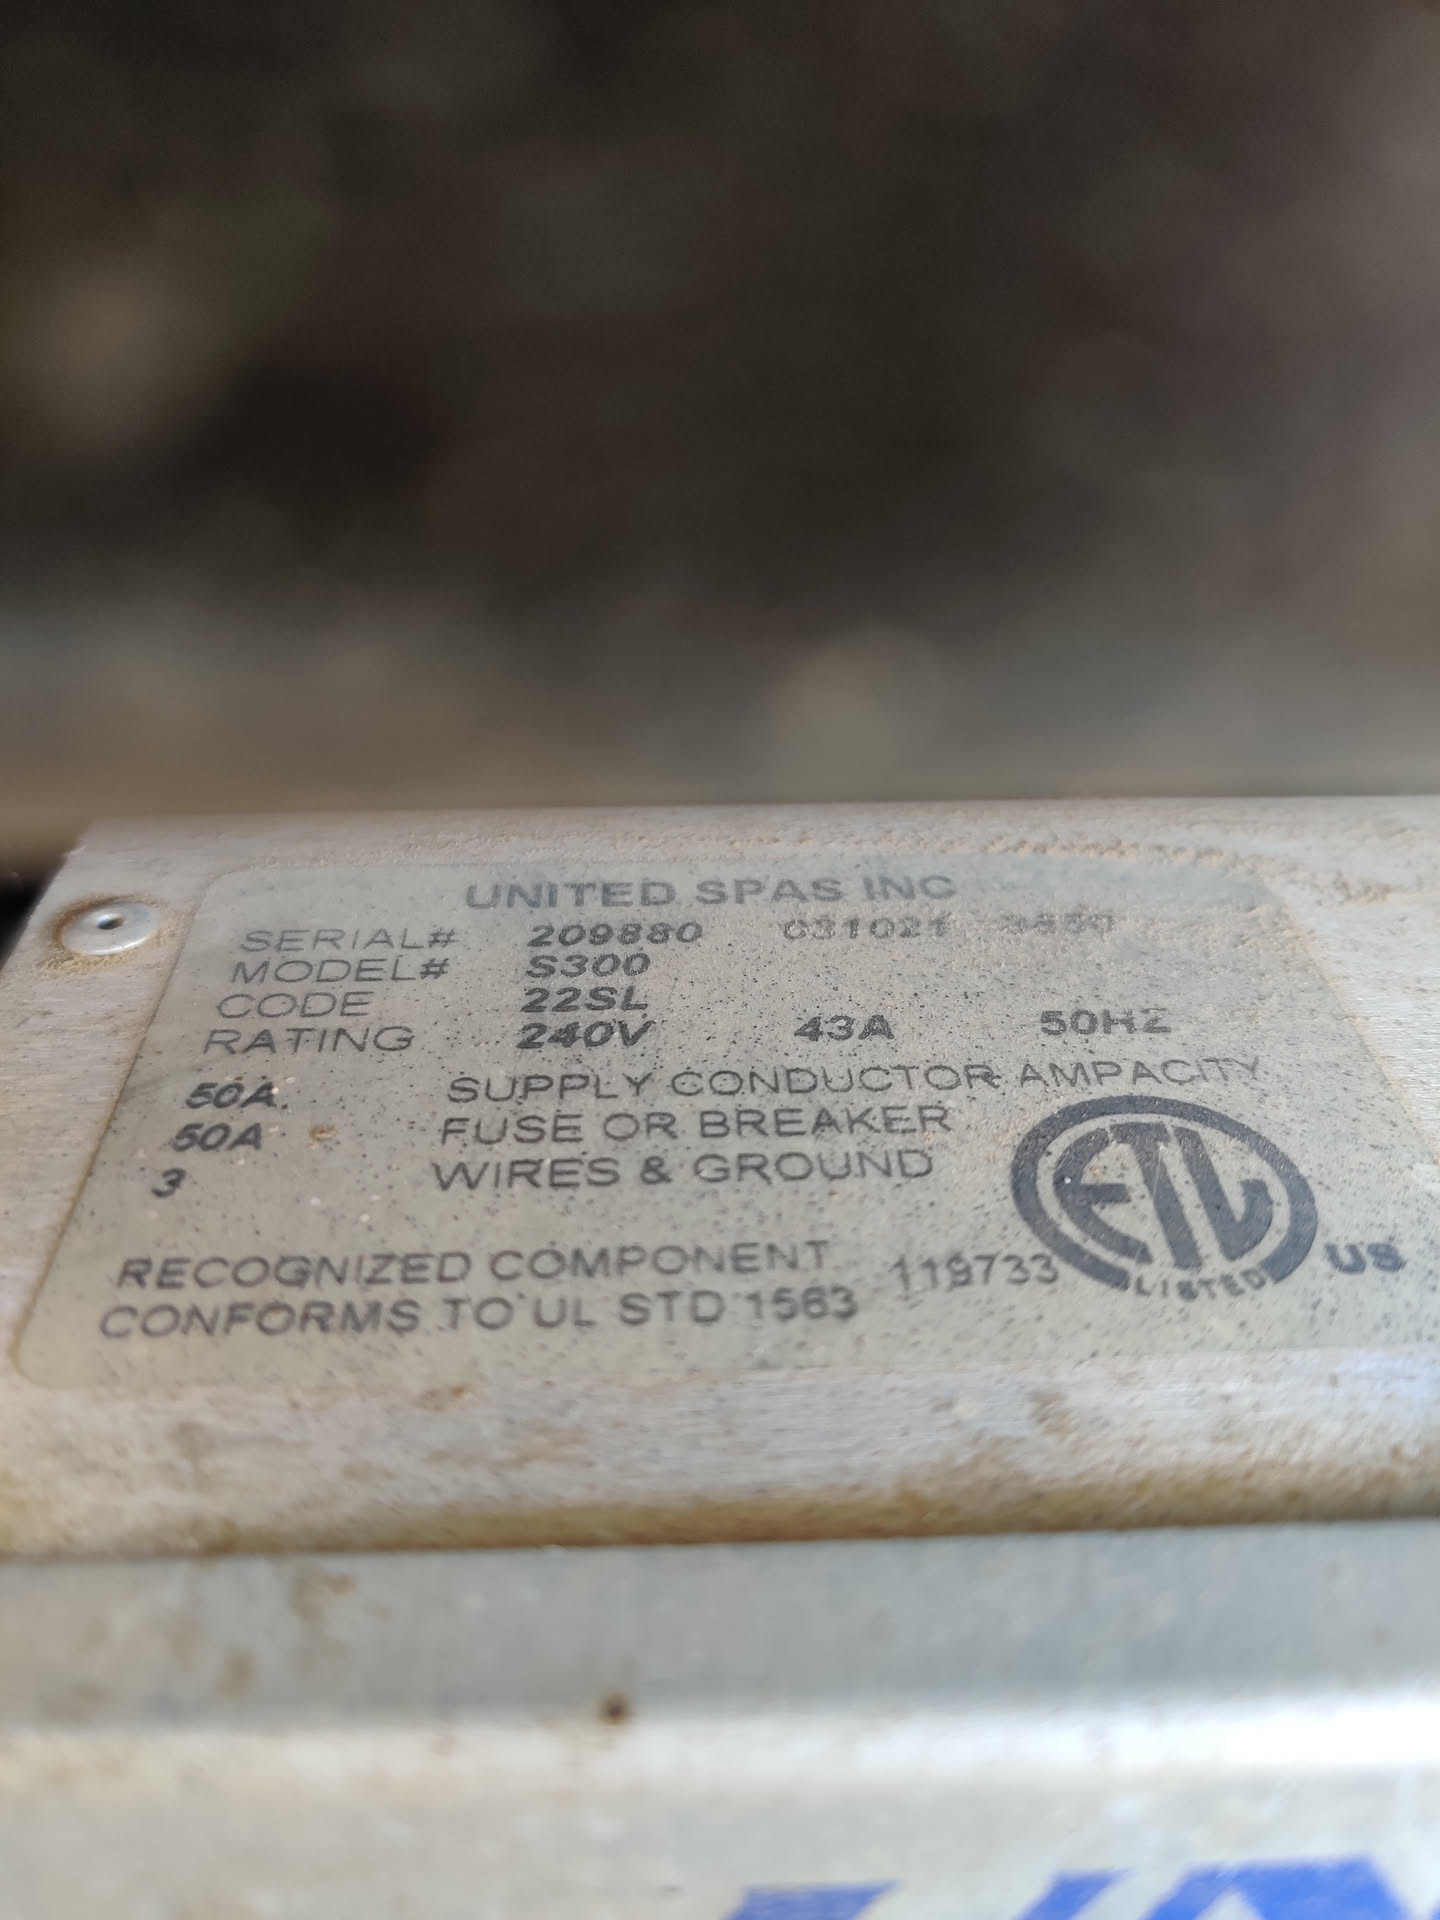 UNITED SPAS INC
SERIAL# 209880 031021
MODEL# S300
CODE 22SL
RATING 240V 43A 50HZ
50A SUPPLY CONDUCTOR AMPACITY
50A FUSE OR BREAKER
3 WIRES & GROUND
RECOGNIZED COMPONENT
CONFORMS TO UL STD 1563
119733
ETL
LISTED
US